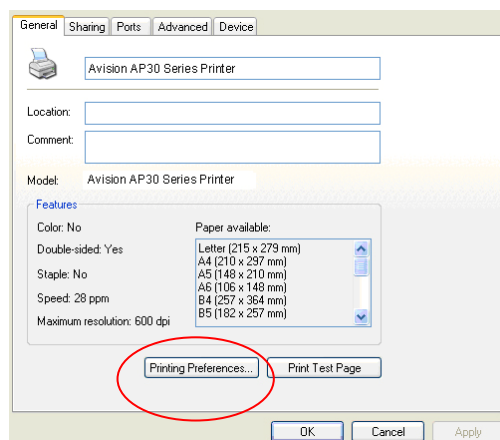 General Sharing Ports Advanced Device
Avision AP30 Series Printer
Location:
Comment:
Model: Avision AP30 Series Printer
Features
Color: No
Double-sided: Yes
Staple: No
Speed: 28 ppm
Maximum resolution: 600 dpi
Paper available:
Letter (215 x 279 mm)
A4 (210 x 297 mm)
A5 (148 x 210 mm)
A6 (106 x 148 mm)
B4 (257 x 364 mm)
B5 (182 x 257 mm)
Printing Preferences... Print Test Page
OK Cancel Apply